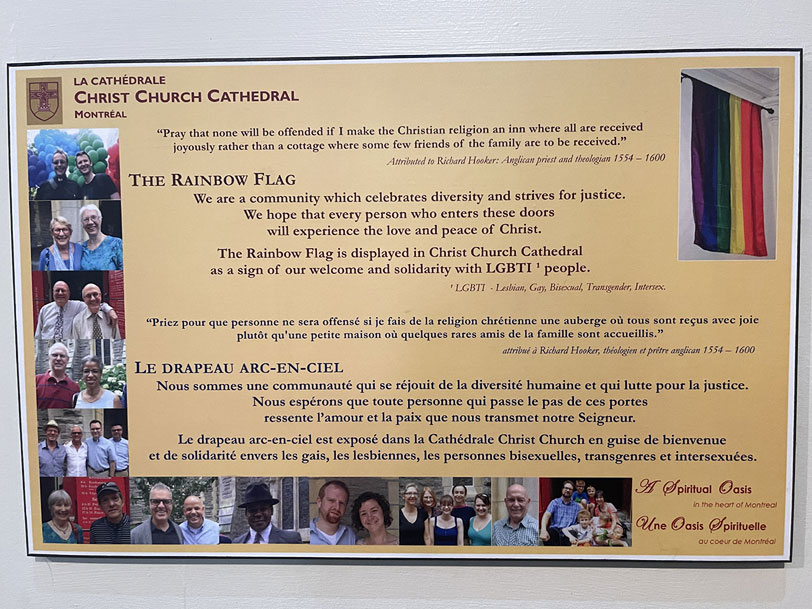 LA CATHÉDRALE
CHRIST CHURCH CATHEDRAL
MONTRÉAL
“Pray that none will be offended if I make the Christian religion an inn where all are received
joyously rather than a cottage where some few friends of the family are to be received.”
Attributed to Richard Hooker: Anglican priest and theologian 1554 – 1600
THE RAINBOW FLAG
We are a community which celebrates diversity and strives for justice.
We hope that every person who enters these doors
will experience the love and peace of Christ.
The Rainbow Flag is displayed in Christ Church Cathedral
as a sign of our welcome and solidarity with LGBTI ¹ people.
¹ LGBTI - Lesbian, Gay, Bisexual, Transgender, Intersex.
“Priez pour que personne ne sera offensé si je fais de la religion chrétienne une auberge où tous sont reçus avec joie
plutôt qu'une petite maison où quelques rares amis de la famille sont accueillis.”
attribué à Richard Hooker, théologien et prêtre anglican 1554 – 1600
LE DRAPEAU ARC-EN-CIEL
Nous sommes une communauté qui se réjouit de la diversité humaine et qui lutte pour la justice.
Nous espérons que toute personne qui passe le pas de ces portes
ressente l’amour et la paix que nous transmet notre Seigneur.
Le drapeau arc-en-ciel est exposé dans la Cathédrale Christ Church en guise de bienvenue
et de solidarité envers les gais, les lesbiennes, les personnes bisexuelles, transgenres et intersexuées.
A Spiritual Oasis
in the heart of Montreal
Une Oasis Spirituelle
au coeur de Montréal